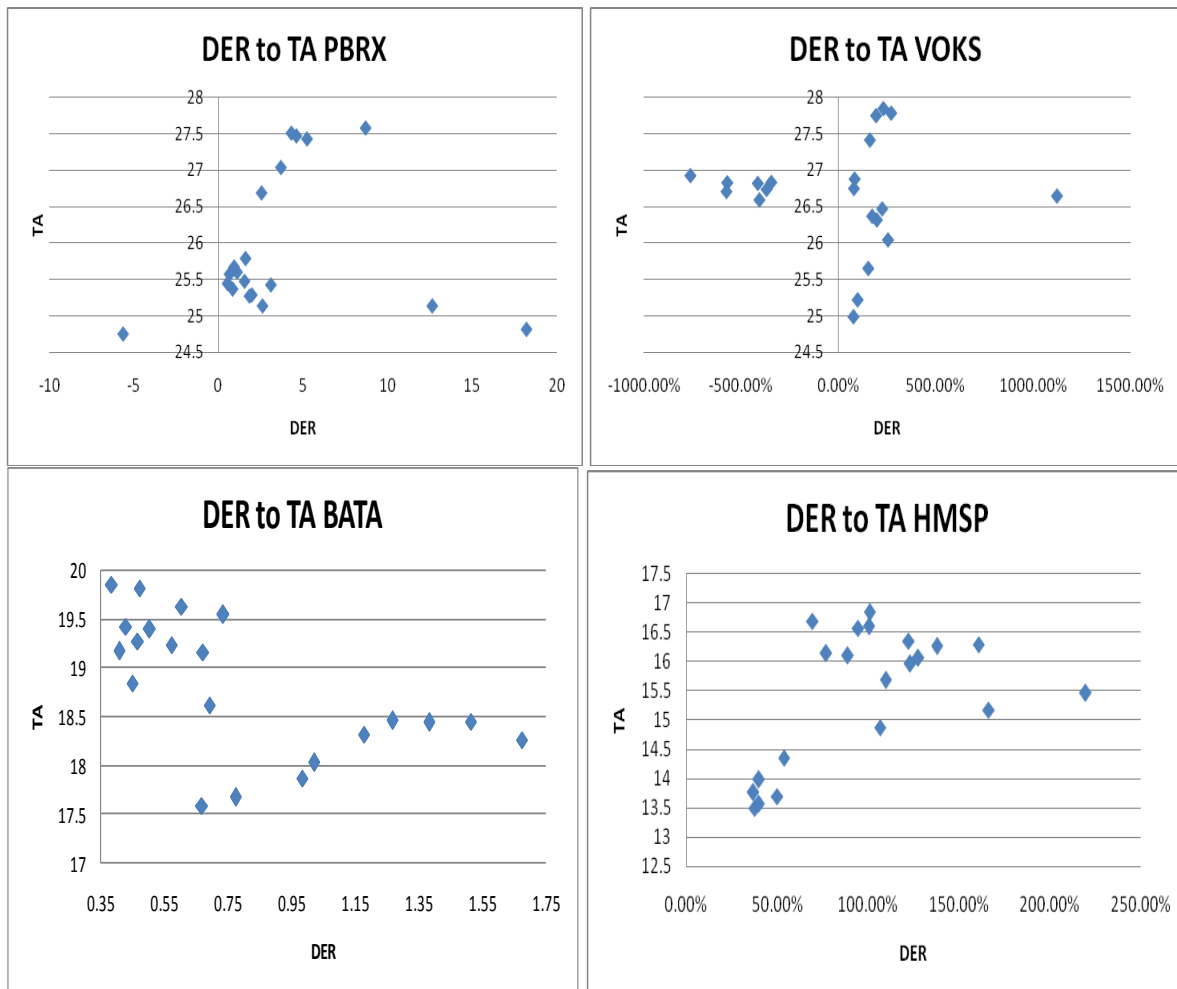 DER to TA PBRX
28
27.5
27
26.5
26
25.5
25
24.5
TA
-10 -5 0 5 10 15 20
DER
DER to TA VOKS
28
27.5
27
26.5
26
25.5
25
24.5
TA
-1000.00% -500.00% 0.00% 500.00% 1000.00% 1500.00%
DER
DER to TA BATA
20
19.5
19
18.5
18
17.5
17
TA
0.35 0.55 0.75 0.95 1.15 1.35 1.55 1.75
DER
DER to TA HMSP
17.5
17
16.5
16
15.5
15
14.5
14
13.5
13
12.5
TA
0.00% 50.00% 100.00% 150.00% 200.00% 250.00%
DER